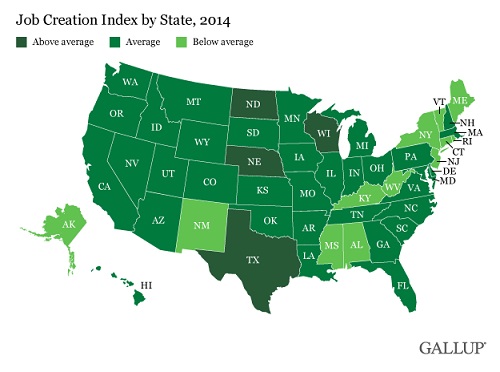 Job Creation Index by State, 2014
Above average Average Below average
WA
MT
ND
MN
VT
ME
OR
ID
WY
SD
WI
MI
NY
NH
MA
RI
CT
NJ
DE
MD
NV
UT
CO
NE
IA
IL
IN
OH
PA
CA
AZ
NM
KS
MO
KY
WV
VA
OK
AR
TN
NC
SC
TX
LA
MS
AL
GA
FL
AK
HI
GALLUP®